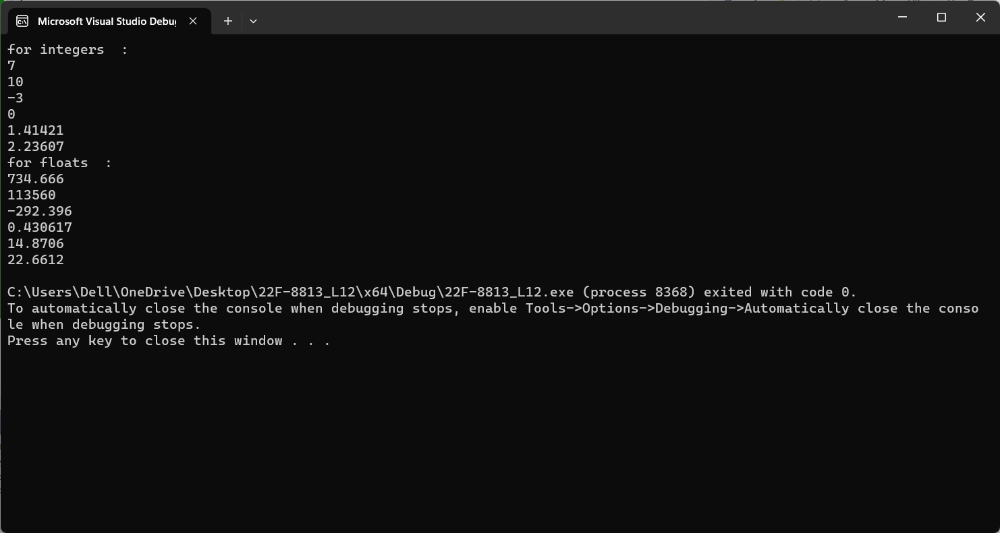 Microsoft Visual Studio Debu
for integers  :
7
10
-3
0
1.41421
2.23607
for floats  :
734.666
113560
-292.396
0.430617
14.8706
22.6612
C:\Users\Dell\OneDrive\Desktop\22F-8813_L12\x64\Debug\22F-8813_L12.exe (process 8368) exited with code 0.
To automatically close the console when debugging stops, enable Tools->Options->Debugging->Automatically close the conso
le when debugging stops.
Press any key to close this window . . .